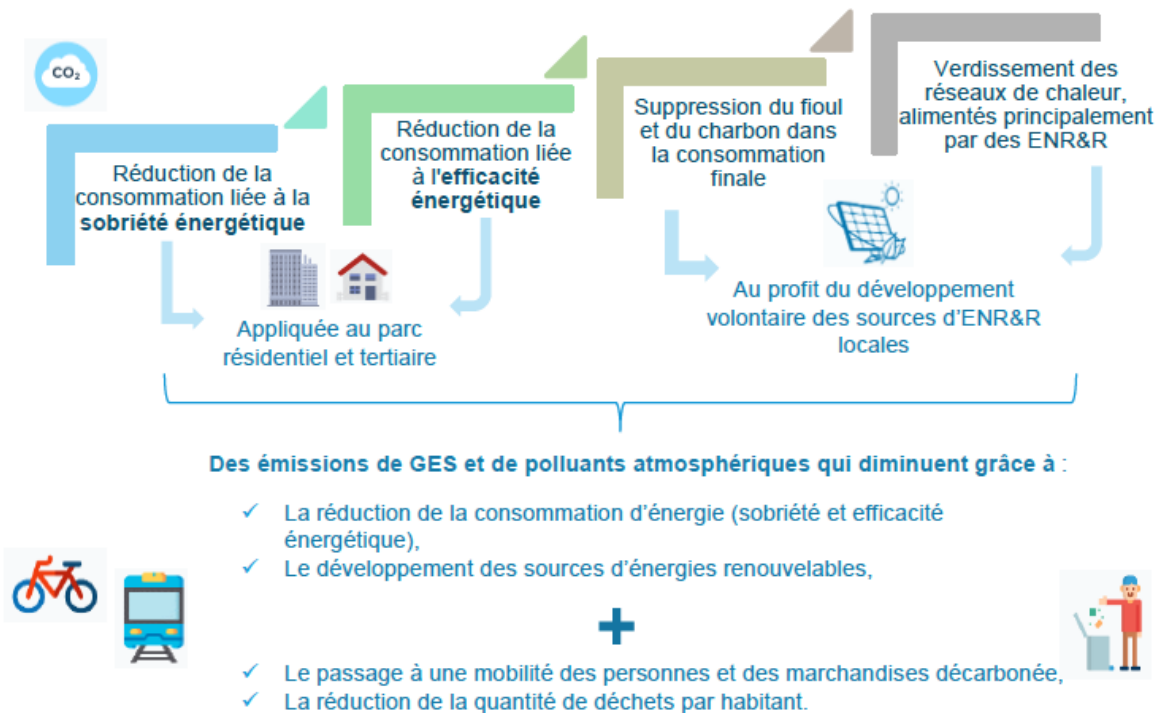 CO₂
Réduction de la
consommation liée à la
sobriété énergétique
Réduction de la
consommation liée
à l'efficacité
énergétique
Appliquée au parc
résidentiel et tertiaire
Suppression du fioul
et du charbon dans
la consommation
finale
Verdissement des
réseaux de chaleur,
alimentés principalement
par des ENR&R
Au profit du développement
volontaire des sources d'ENR&R
locales
Des émissions de GES et de polluants atmosphériques qui diminuent grâce à :
✓ La réduction de la consommation d'énergie (sobriété et efficacité
énergétique),
✓ Le développement des sources d'énergies renouvelables,
+
✓ Le passage à une mobilité des personnes et des marchandises décarbonée,
✓ La réduction de la quantité de déchets par habitant.